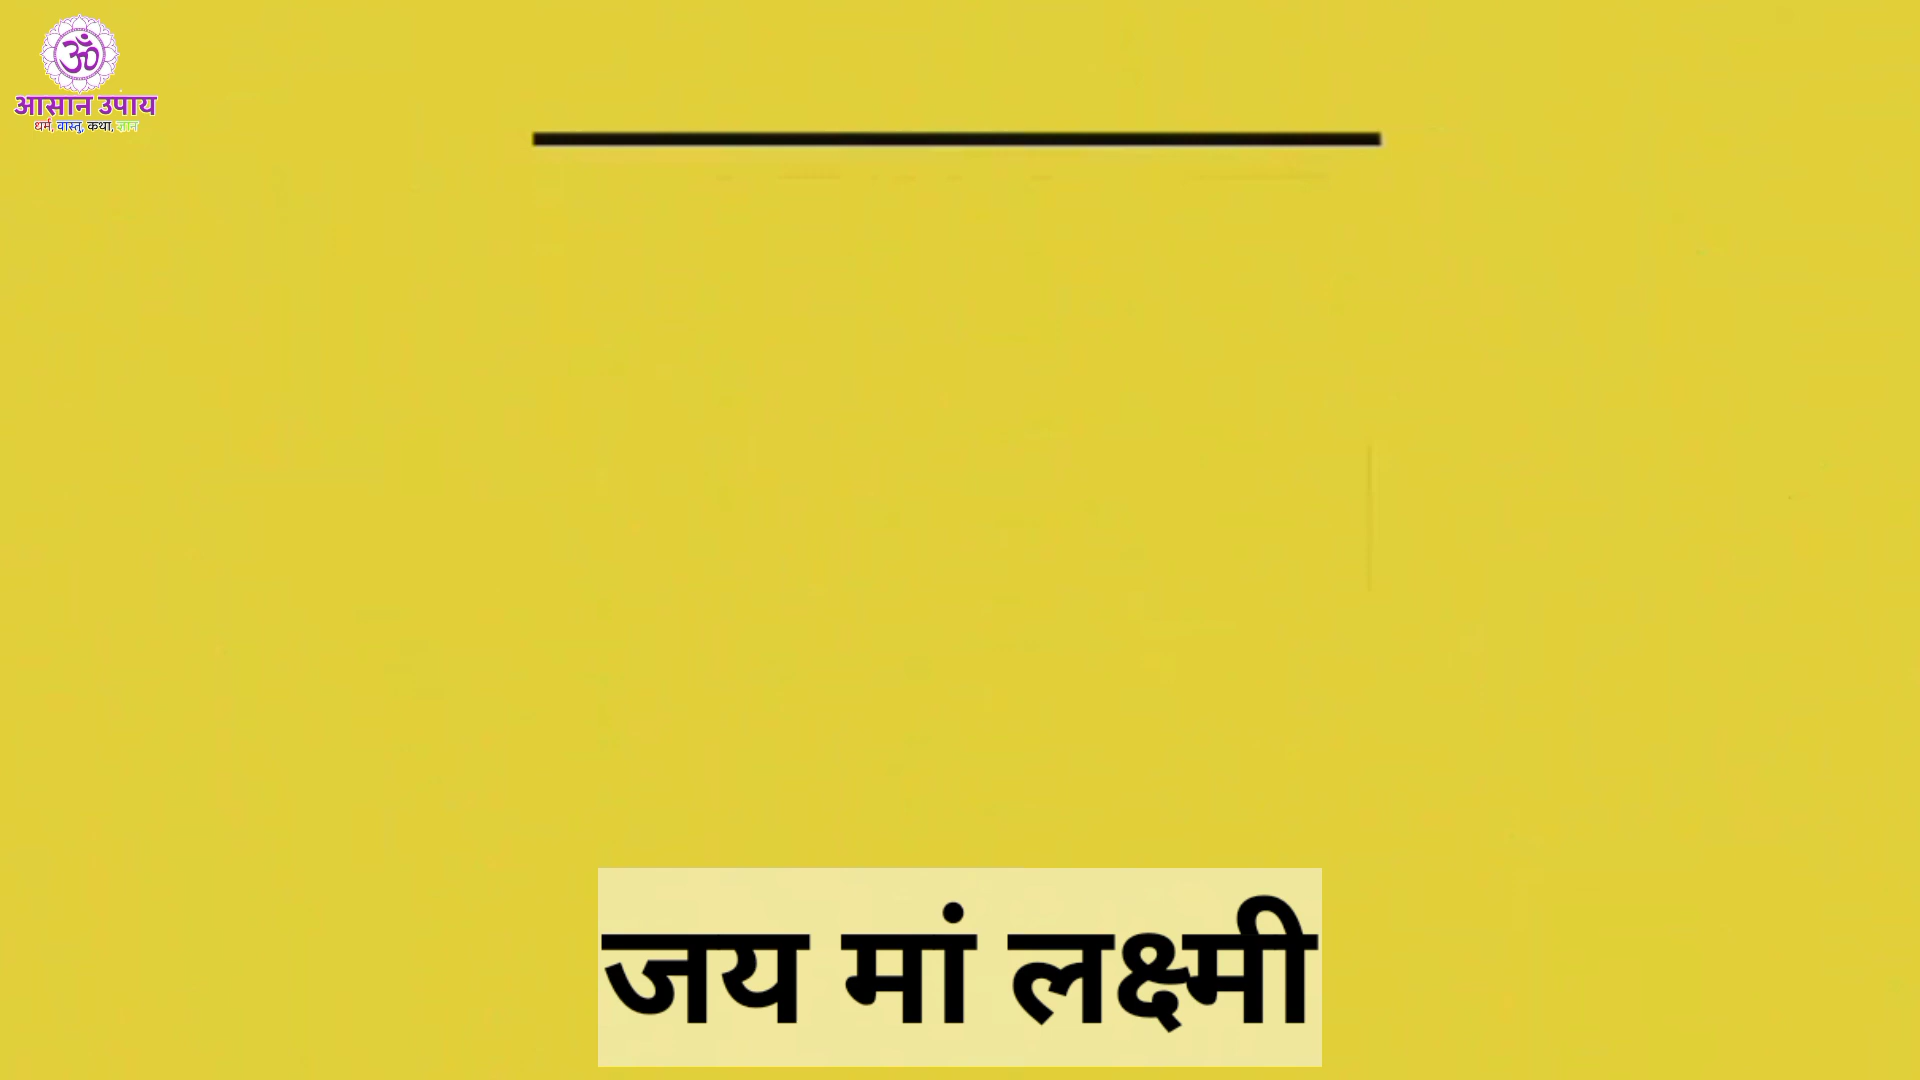 ॐ
आसान उपाय
धर्म, वास्तु, कथा, ज्ञान
जय मां लक्ष्मी